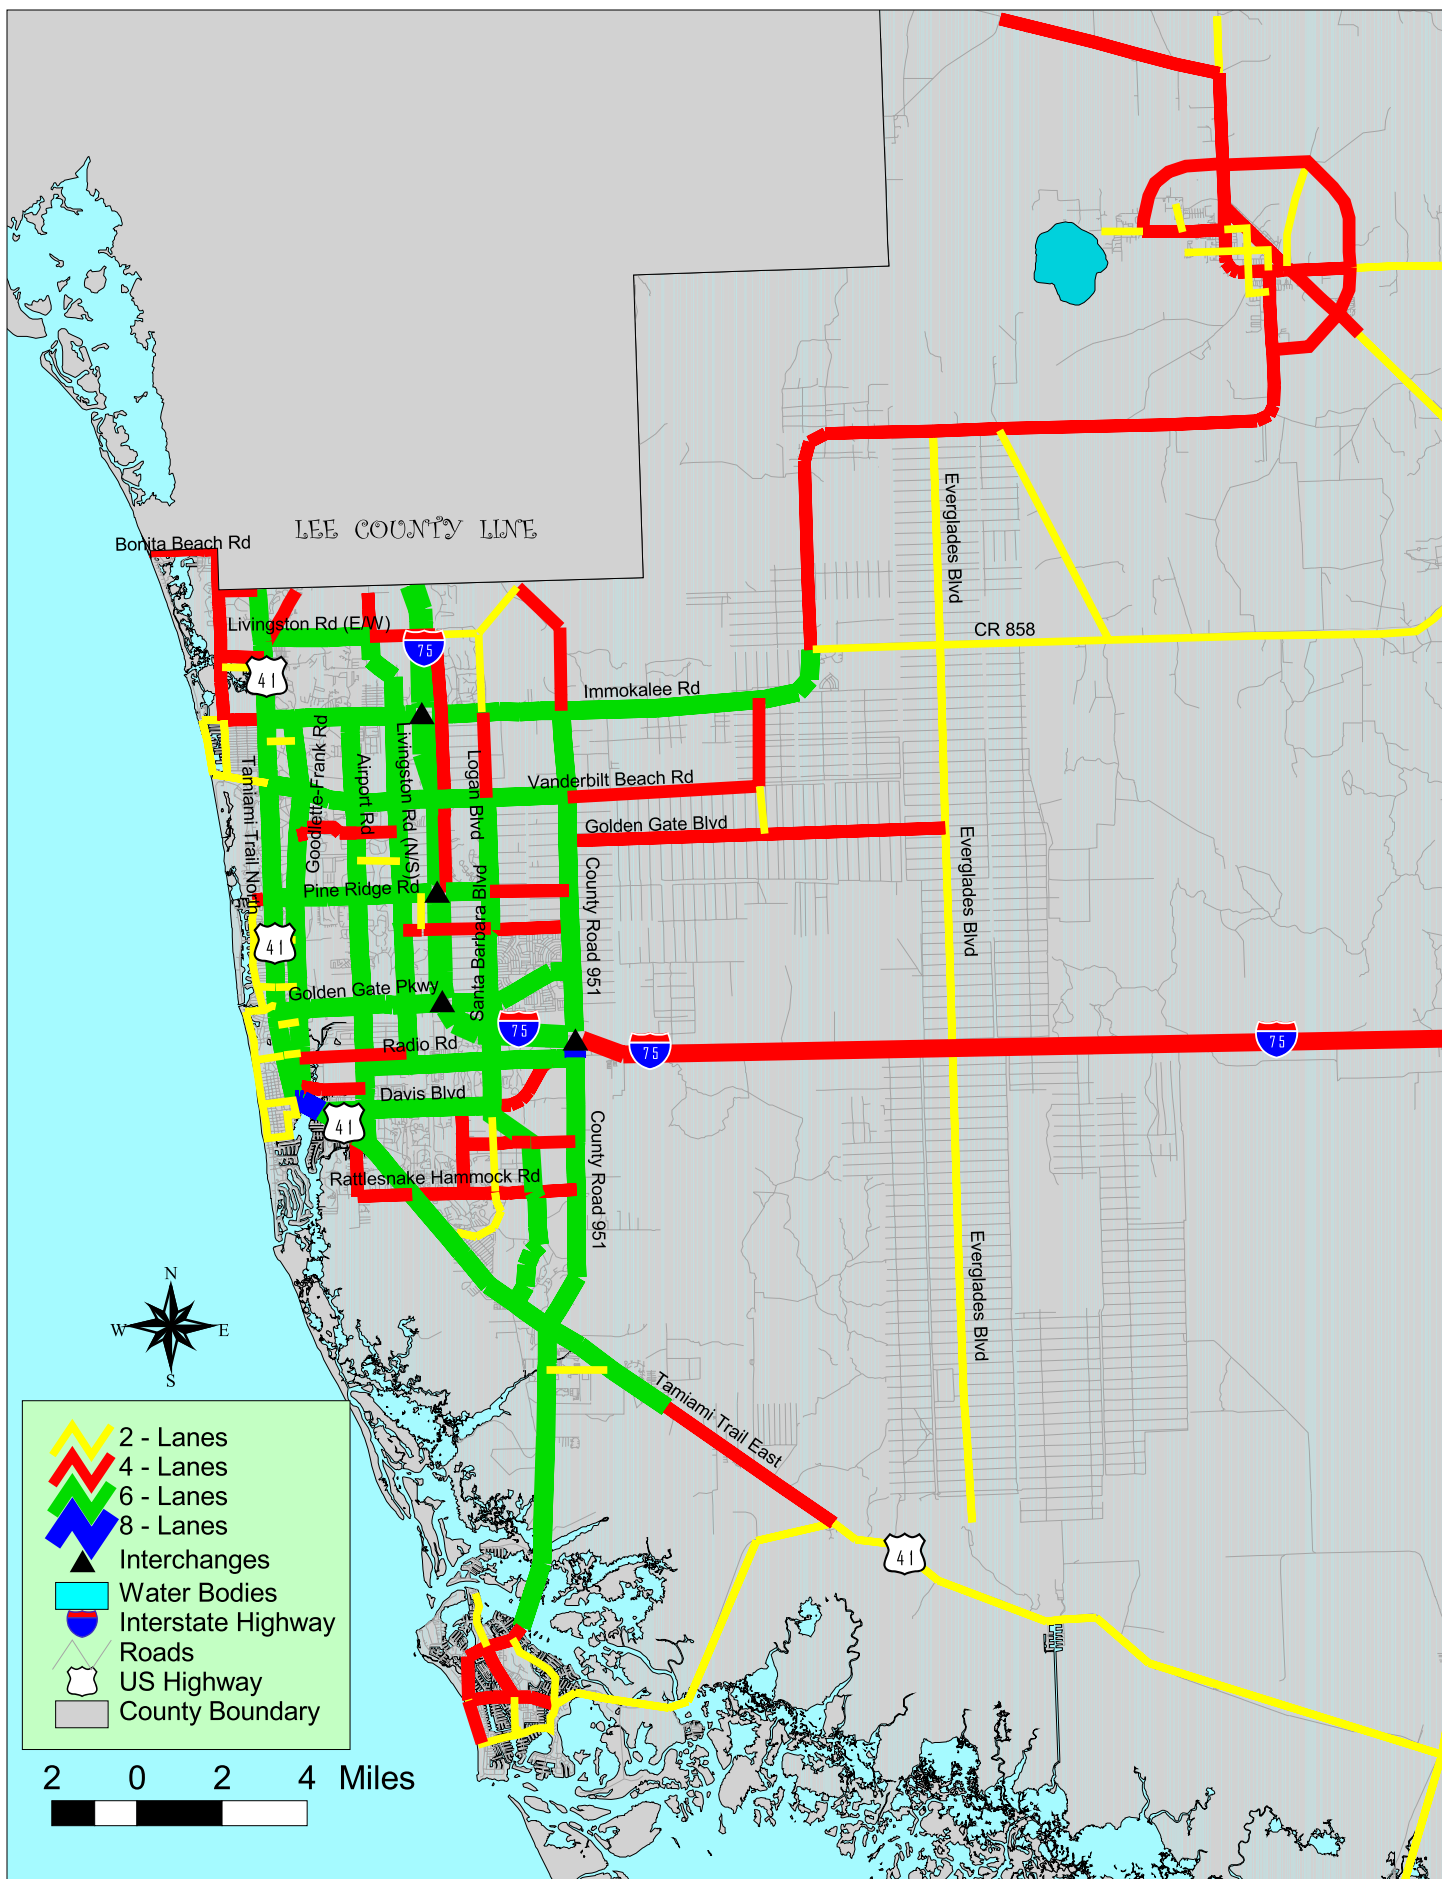 LEE COUNTY LINE
Bonita Beach Rd
Everglades Blvd
Livingston Rd (E/W)
CR 858
75
41
Immokalee Rd
Goodlette-Frank Rd
Livingston Rd (N/S)
Tamiami Trail North
Airport Rd
Logan Blvd
Vanderbilt Beach Rd
Golden Gate Blvd
Everglades Blvd
Pine Ridge Rd
Santa Barbara Blvd
County Road 951
41
Golden Gate Pkwy
75
75
75
Radio Rd
Davis Blvd
41
County Road 951
Rattlesnake Hammock Rd
Everglades Blvd
N
W
E
S
Tamiami Trail East
41
2 - Lanes
4 - Lanes
6 - Lanes
8 - Lanes
Interchanges
Water Bodies
Interstate Highway
Roads
US Highway
County Boundary
2 0 2 4 Miles